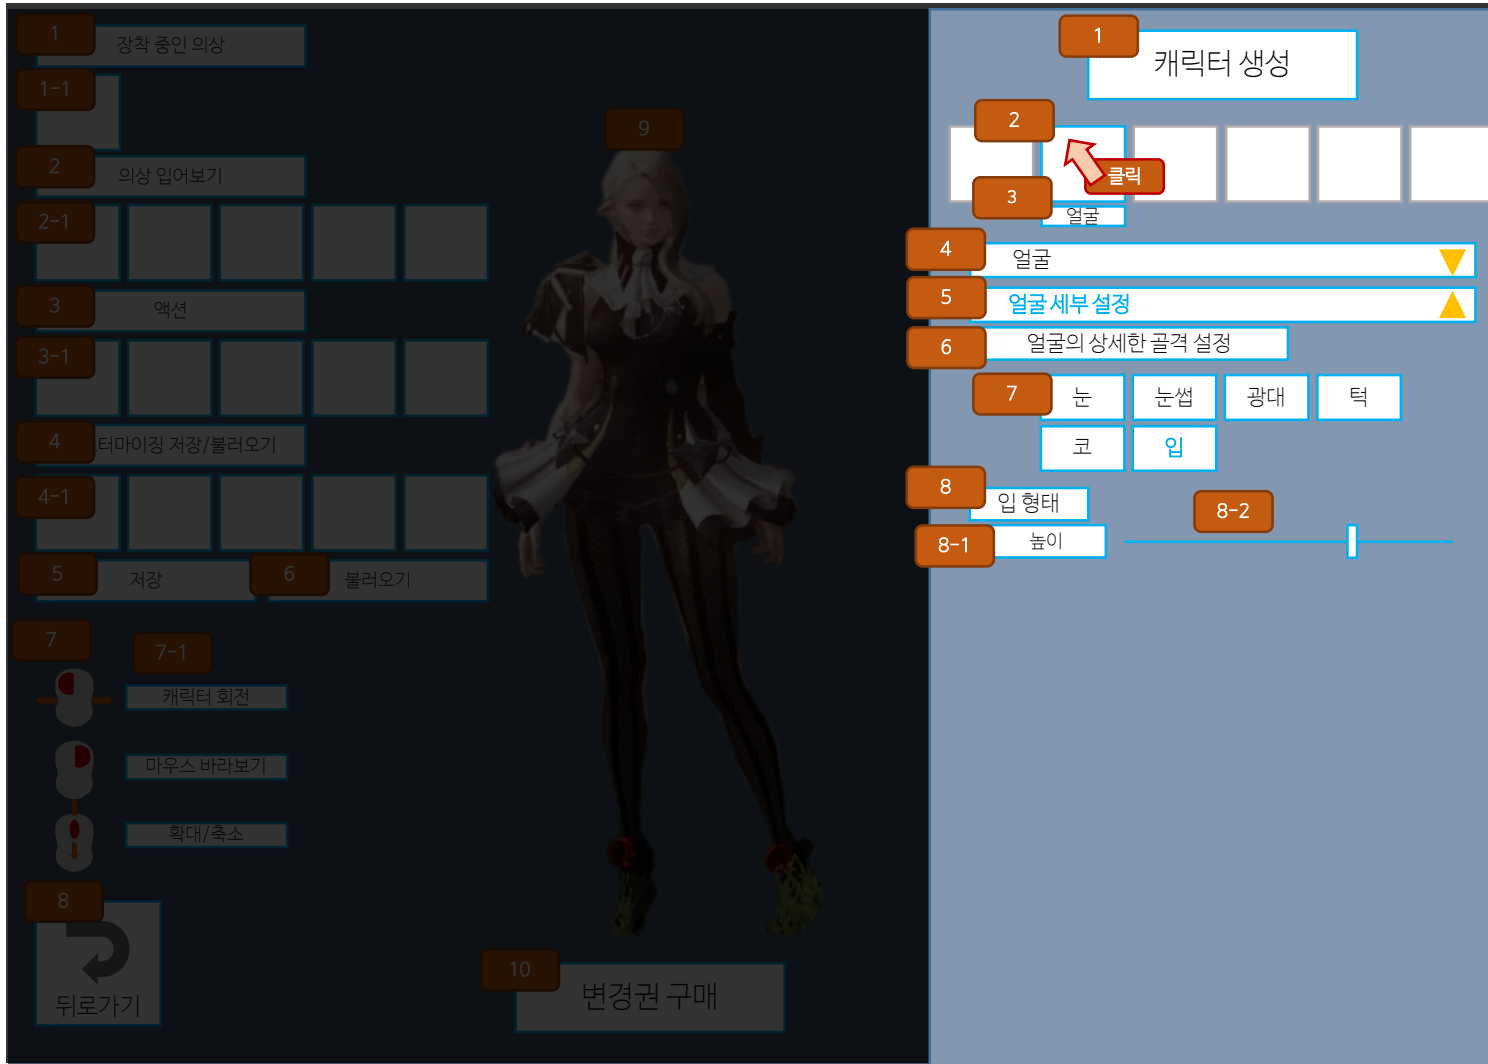 1
장착 중인 의상
1-1
2
의상 입어보기
2-1
3
액션
3-1
4
터마이징 저장/불러오기
4-1
5
저장
6
불러오기
7
7-1
캐릭터 회전
마우스 바라보기
확대/축소
8
뒤로가기
9
10
변경권 구매
1
캐릭터 생성
2
클릭
3
얼굴
4
얼굴
5
얼굴 세부 설정
6
얼굴의 상세한 골격 설정
7
눈
눈썹
광대
턱
코
입
8
입 형태
8-1
높이
8-2